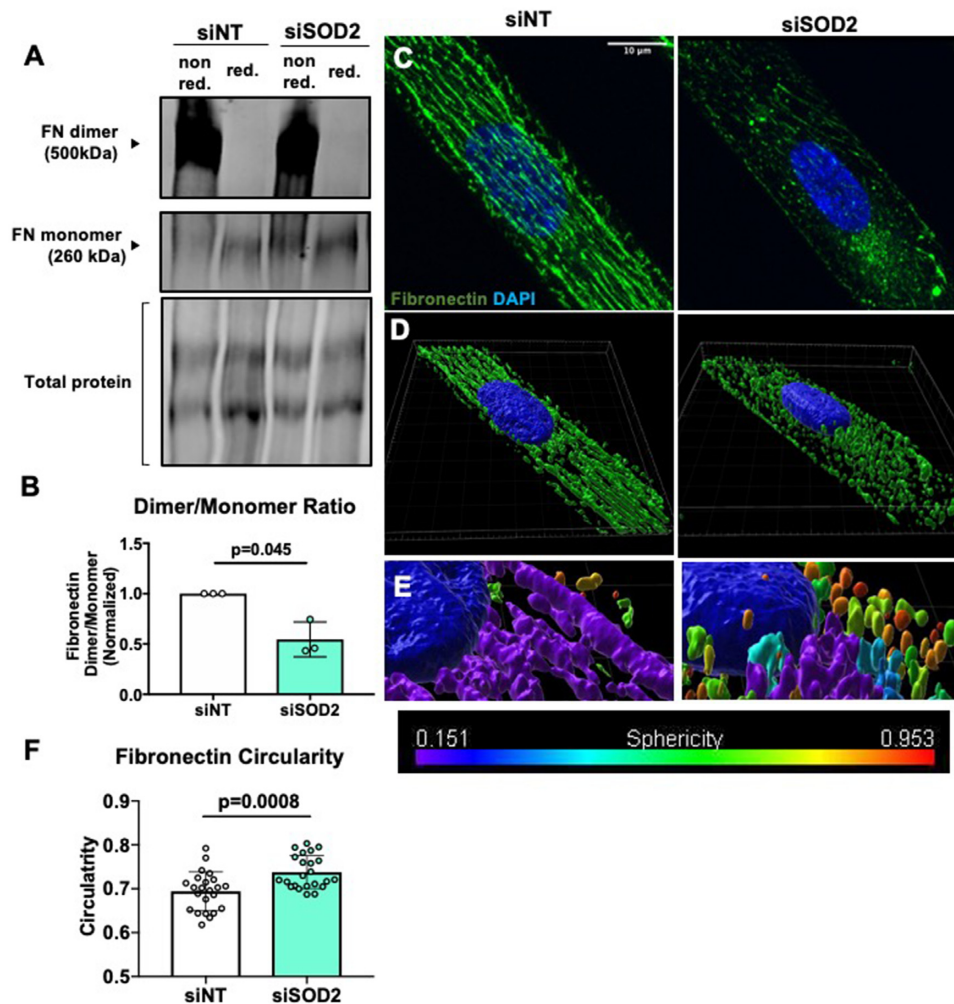 A
siNT siSOD2
non red. red. non red. red.
FN dimer
(500kDa)
FN monomer
(260 kDa)
Total protein
B
Dimer/Monomer Ratio
Fibronectin
Dimer/Monomer
(Normalized)
1.5
1.0
0.5
0.0
p=0.045
siNT siSOD2
siNT siSOD2
C
10 µm
Fibronectin DAPI
D
E
0.151 Sphericity 0.953
F
Fibronectin Circularity
Circulatrity
0.9
0.8
0.7
0.6
0.5
p=0.0008
siNT siSOD2